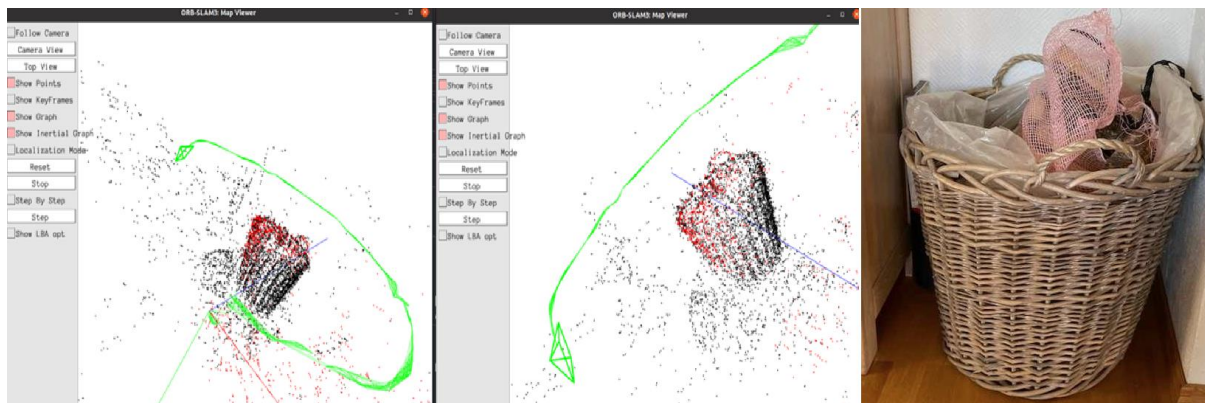 ORB-SLAM3: Map Viewer
Follow Camera
Camera View
Top View
Show Points
Show KeyFrames
Show Graph
Show Inertial Graph
Localization Mode
Reset
Stop
Step By Step
Step
Show LBA opt
ORB-SLAM3: Map Viewer
Follow Camera
Camera View
Top View
Show Points
Show KeyFrames
Show Graph
Show Inertial Graph
Localization Mode
Reset
Stop
Step By Step
Step
Show LBA opt